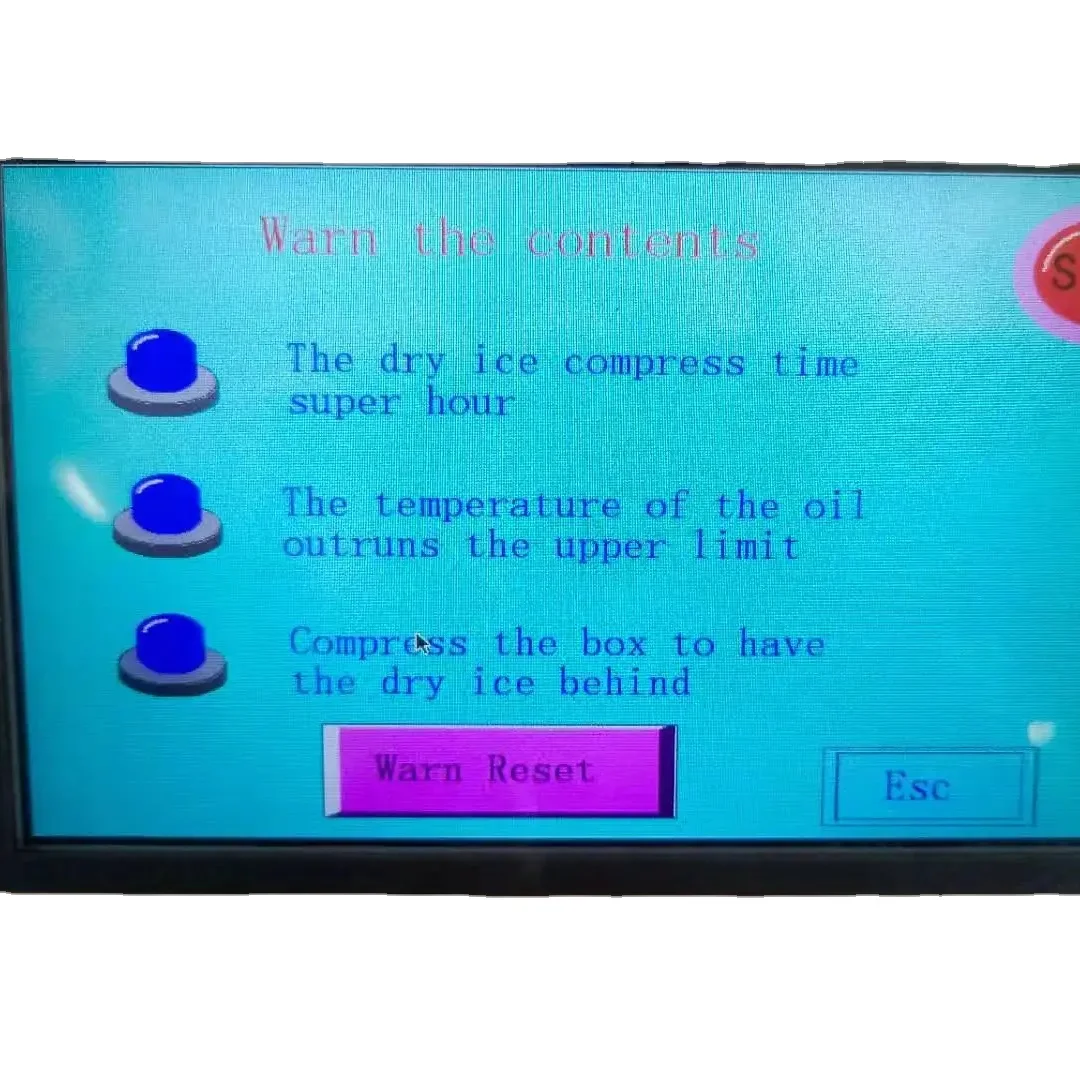 Warn the contents
The dry ice compress time
super hour
The temperature of the oil
outruns the upper limit
Compress the box to have
the dry ice behind
Warn Reset
Esc